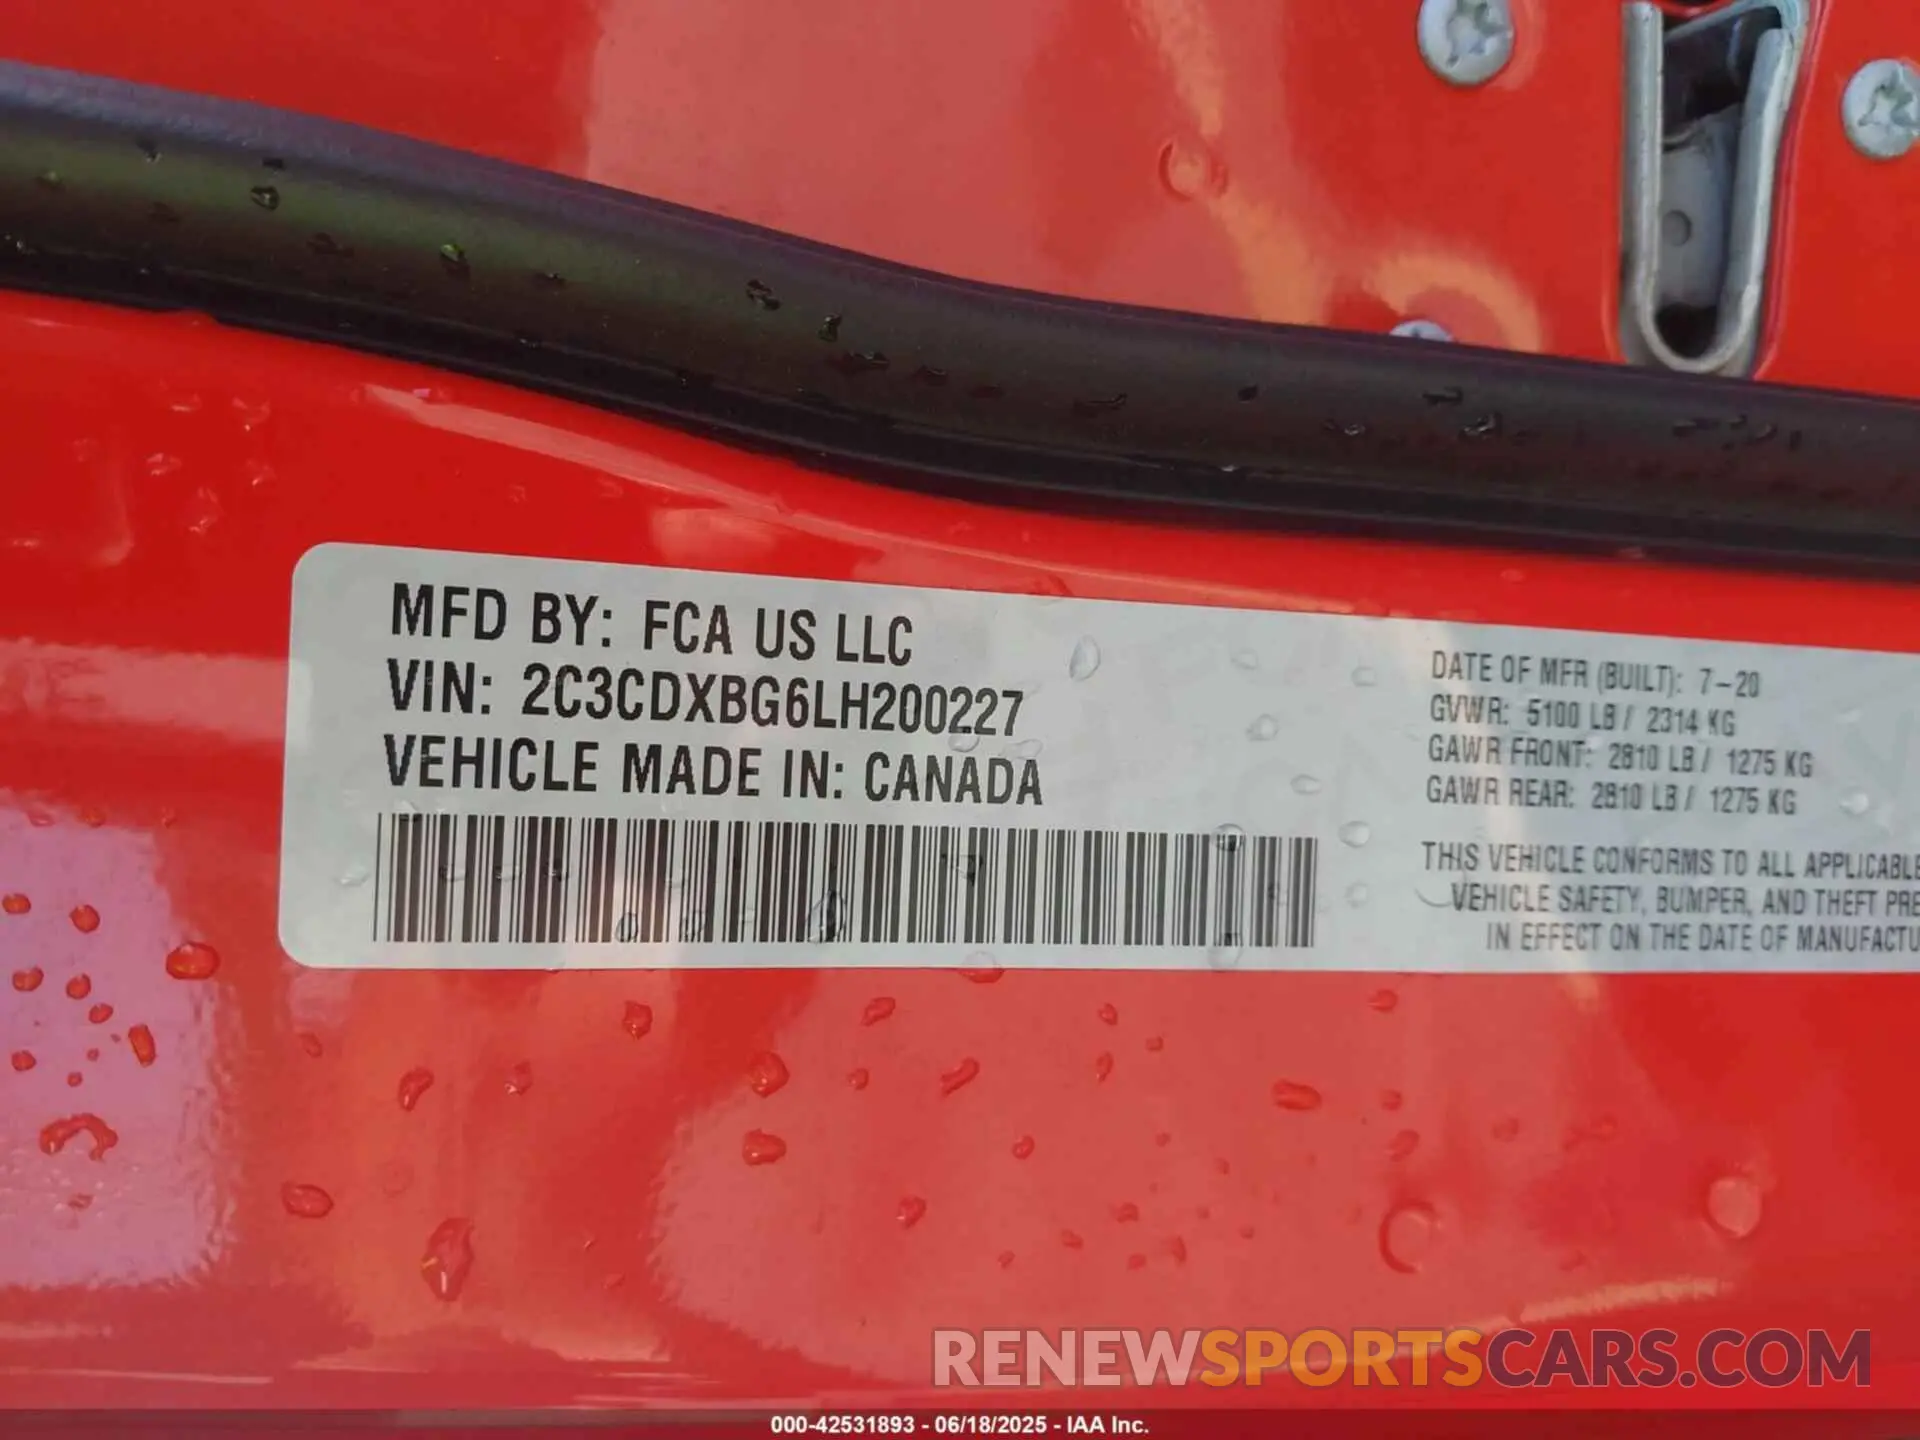 MFD BY: FCA US LLC
VIN: 2C3CDXBG6LH200227
VEHICLE MADE IN: CANADA
DATE OF MFR (BUILT): 7-20
GVWR: 5100 LB / 2314 KG
GAWR FRONT: 2810 LB / 1275 KG
GAWR REAR: 2810 LB / 1275 KG
THIS VEHICLE CONFORMS TO ALL APPLICABLE
VEHICLE SAFETY, BUMPER, AND THEFT PRE
IN EFFECT ON THE DATE OF MANUFACTU
RENEWSPORTSCARS.COM
000-42531893 - 06/18/2025 - IAA Inc.